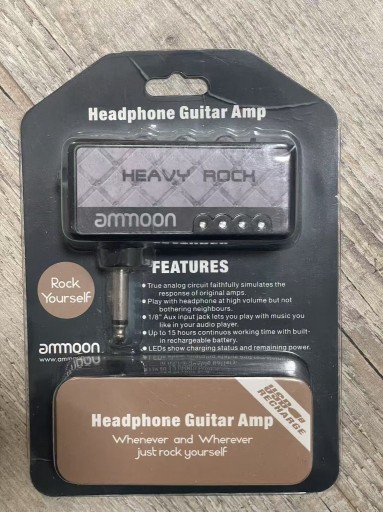 Headphone Guitar Amp
HEAVY ROCK
ammoon
FEATURES
• True analog circuit faithfully simulates the
response of original amps.
• Play with headphone at high volume but not
bothering neighbours.
• 1/8" Aux input jack lets you play with music you
like in your audio player.
• Up to 15 hours continues working time with built-
in rechargeable battery.
• LEDs show charging status and remaining power.
Rock
Yourself
ammoon
www.amm
USB
RECHARGE
Headphone Guitar Amp
Whenever and Wherever
just rock yourself